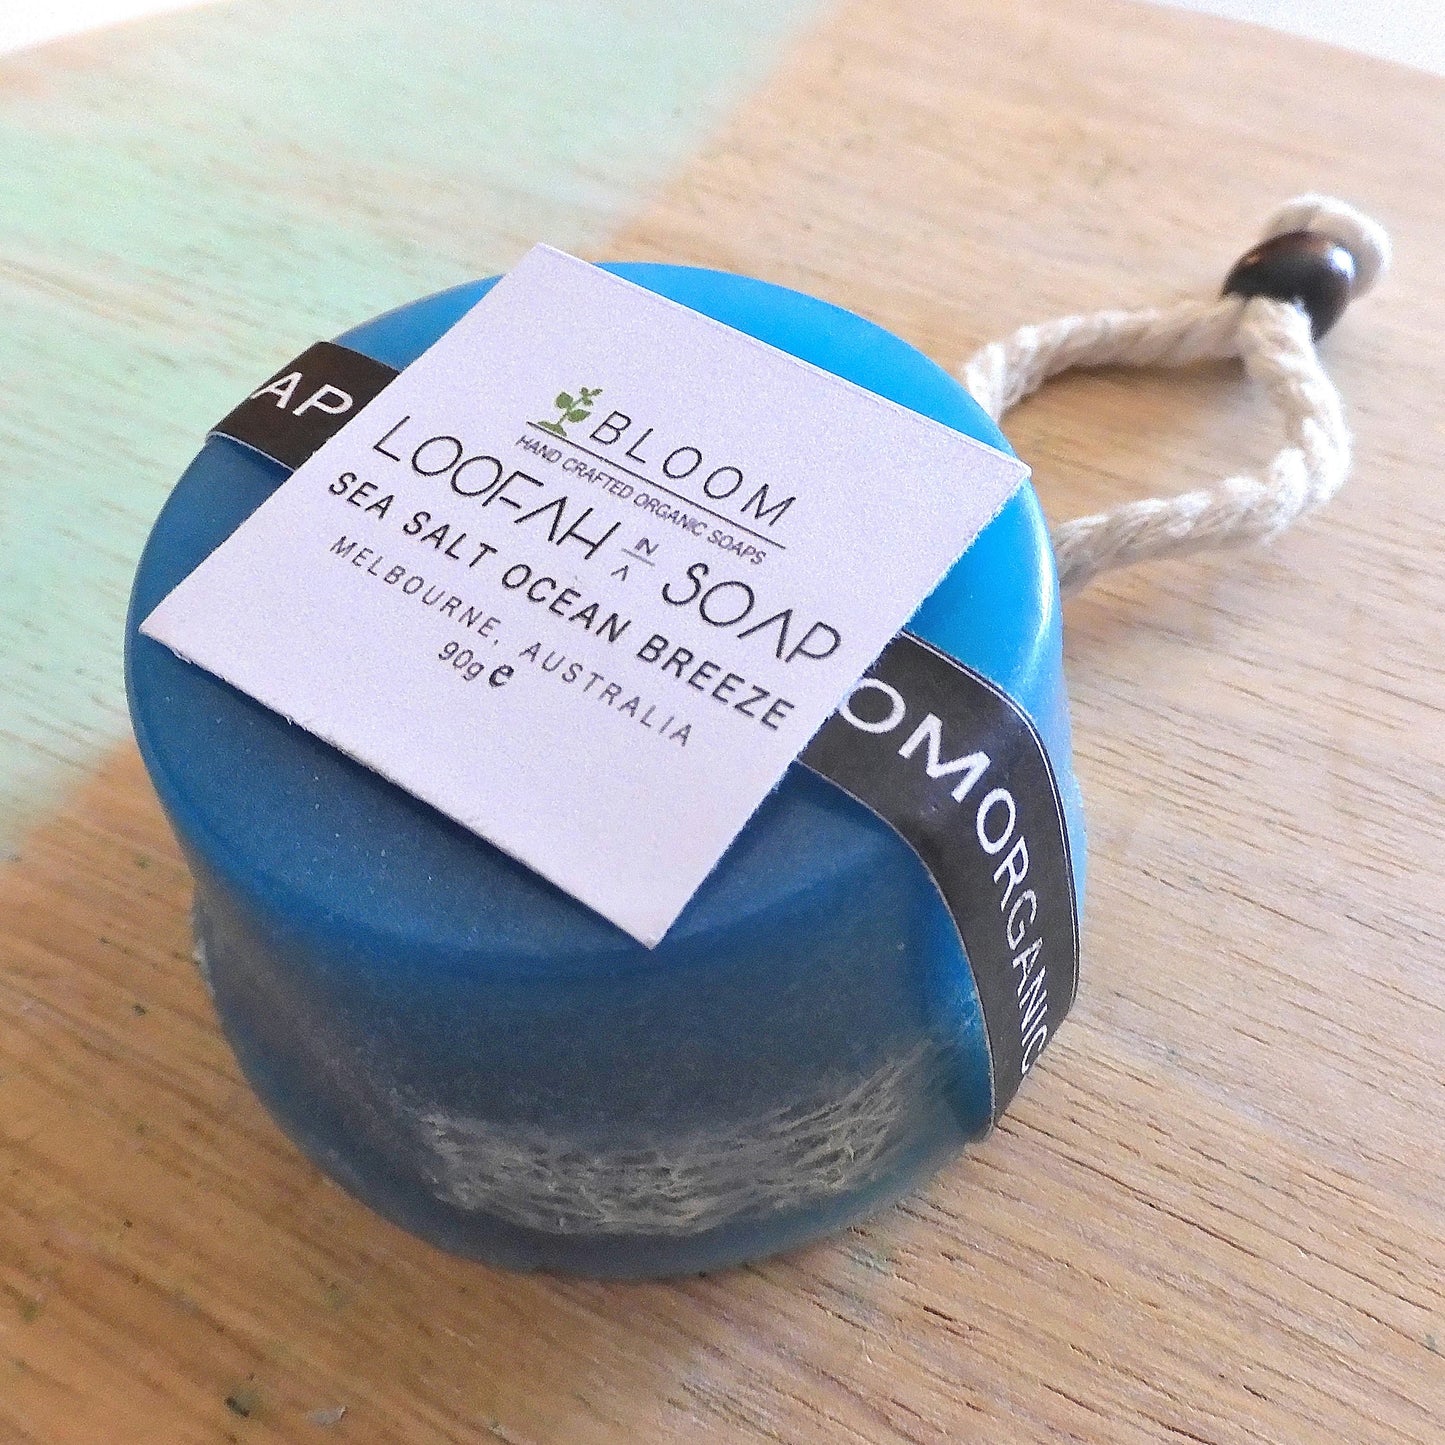 BLOOM
HAND CRAFTED ORGANIC SOAPS
LOOFAH IN A SOAP
SEA SALT OCEAN BREEZE
MELBOURNE, AUSTRALIA
90g e
AP
OMORGANIC